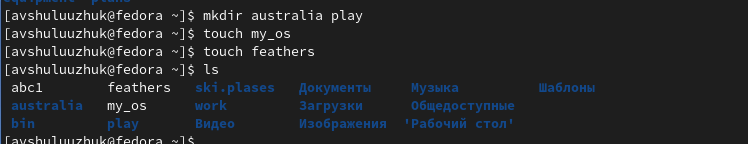 [avshuluuzhuk@fedora ~]$ mkdir australia play
[avshuluuzhuk@fedora ~]$ touch my_os
[avshuluuzhuk@fedora ~]$ touch feathers
[avshuluuzhuk@fedora ~]$ ls
abc1 feathers ski.plases Документы Музыка Шаблоны
australia my_os work Загрузки Общедоступные
bin play Видео Изображения 'Рабочий стол'
[avshuluuzhuk@fedora ~]$